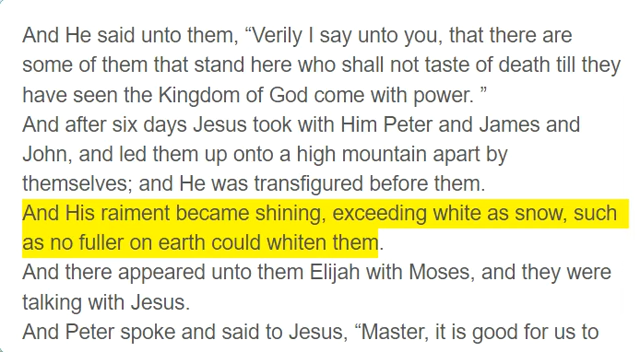 And He said unto them, “Verily I say unto you, that there are
some of them that stand here who shall not taste of death till they
have seen the Kingdom of God come with power. ”
And after six days Jesus took with Him Peter and James and
John, and led them up onto a high mountain apart by
themselves; and He was transfigured before them.
And His raiment became shining, exceeding white as snow, such
as no fuller on earth could whiten them.
And there appeared unto them Elijah with Moses, and they were
talking with Jesus.
And Peter spoke and said to Jesus, “Master, it is good for us to